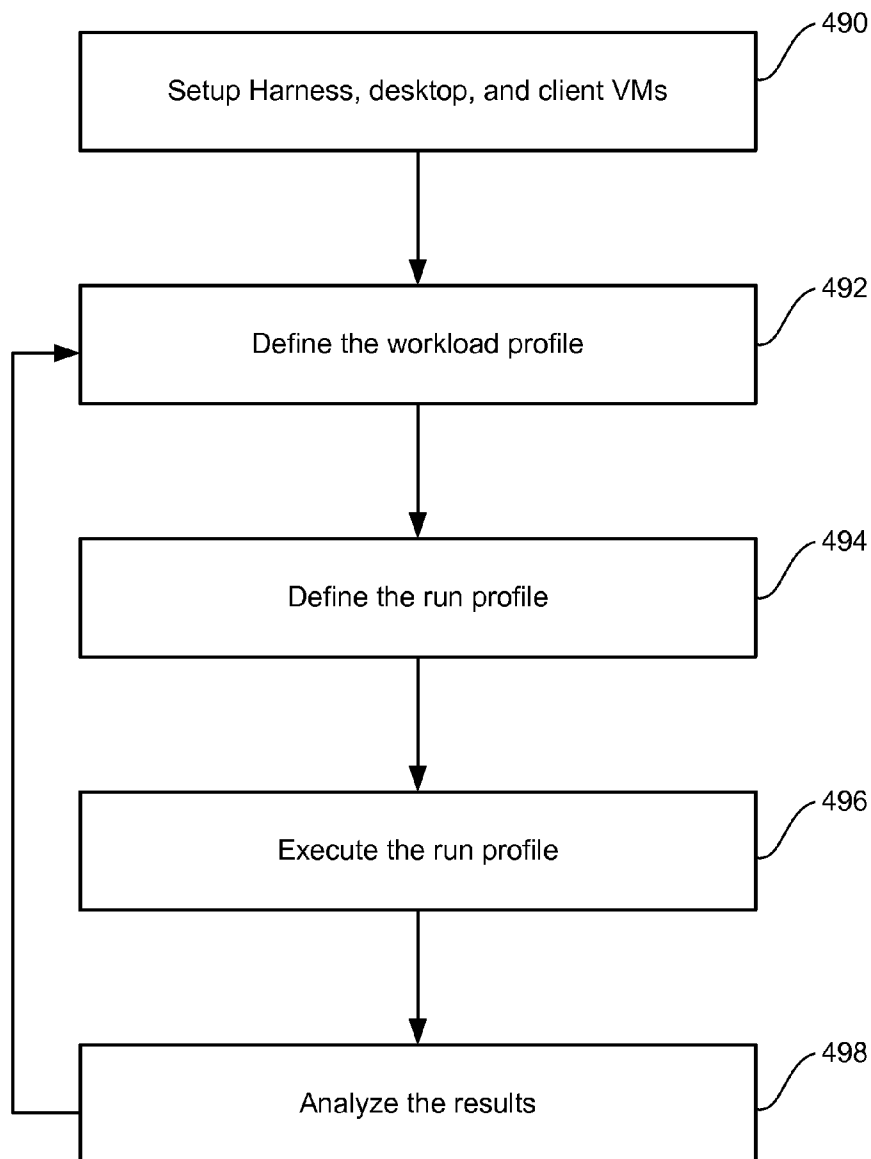 490
Setup Harness, desktop, and client VMs
492
Define the workload profile
494
Define the run profile
496
Execute the run profile
498
Analyze the results